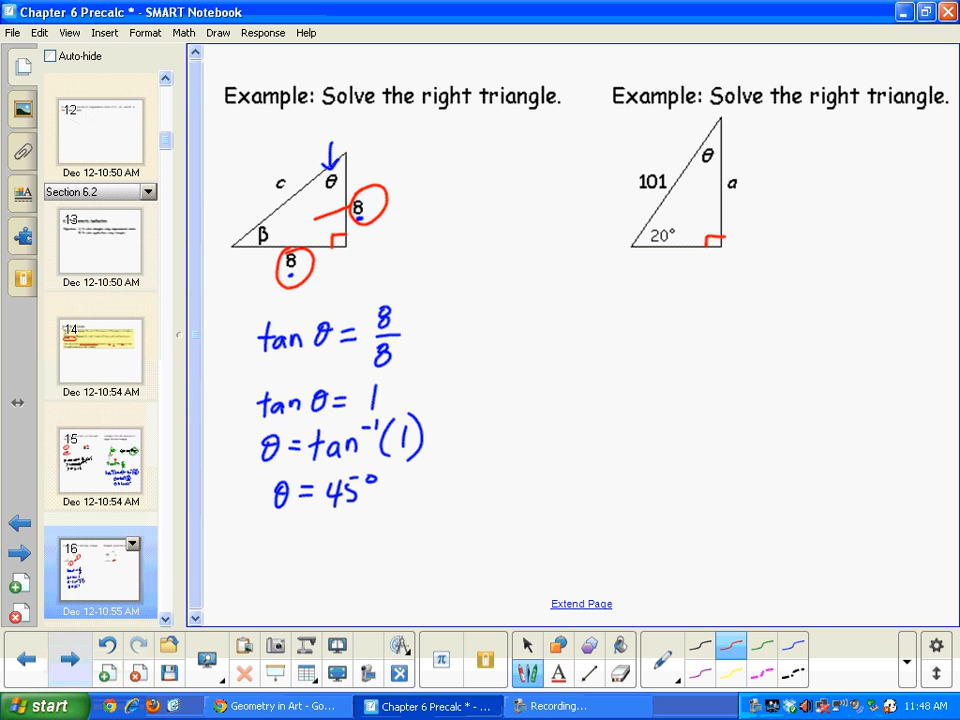 Chapter 6 Precalc * - SMART Notebook
File Edit View Insert Format Math Draw Response Help
Auto-hide
12
Dec 12-10:50 AM
Section 6.2
13
Dec 12-10:50 AM
14
Dec 12-10:54 AM
15
Dec 12-10:54 AM
16
Dec 12-10:55 AM
Example: Solve the right triangle.
c
θ
8
β
8
tan θ = 8/8
tan θ = 1
θ = tan⁻¹(1)
θ = 45°
Example: Solve the right triangle.
θ
101
a
20°
Extend Page
π
A
start
Geometry in Art - Go...
Chapter 6 Precalc * - ...
Recording...
11:48 AM